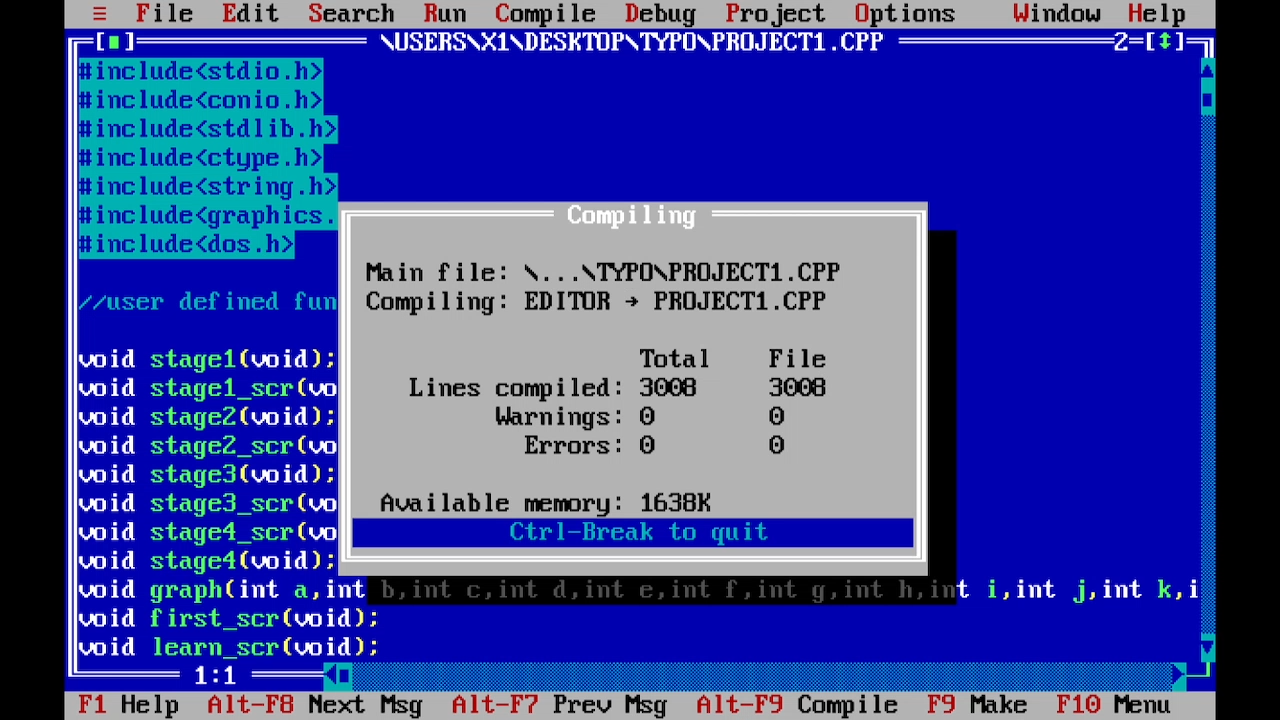 ≡ File Edit Search Run Compile Debug Project Options Window Help
[■] \USERS\X1\DESKTOP\TYPO\PROJECT1.CPP 2=[↕]
#include<stdio.h>
#include<conio.h>
#include<stdlib.h>
#include<ctype.h>
#include<string.h>
#include<graphics.
#include<dos.h>
//user defined fun
void stage1(void);
void stage1_scr(vo
void stage2(void);
void stage2_scr(vo
void stage3(void);
void stage3_scr(vo
void stage4_scr(vo
void stage4(void);
void graph(int a,int b,int c,int d,int e,int f,int g,int h,int i,int j,int k,i
void first_scr(void);
void learn_scr(void);
Compiling
Main file: \...\TYPO\PROJECT1.CPP
Compiling: EDITOR → PROJECT1.CPP
Total File
Lines compiled: 3008 3008
Warnings: 0 0
Errors: 0 0
Available memory: 1638K
Ctrl-Break to quit
1:1
F1 Help Alt-F8 Next Msg Alt-F7 Prev Msg Alt-F9 Compile F9 Make F10 Menu